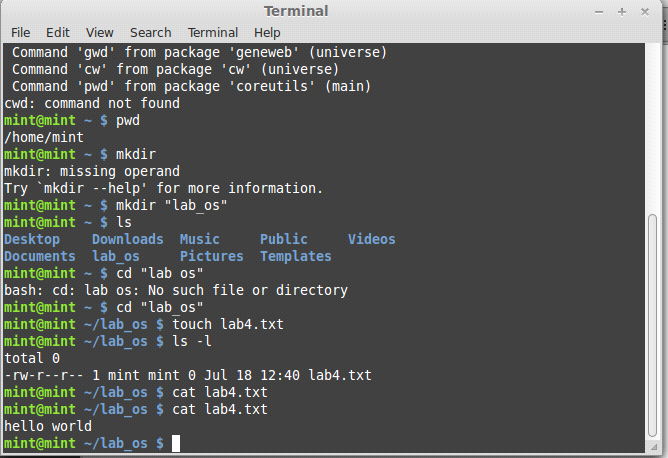 Terminal
File Edit View Search Terminal Help
Command 'gwd' from package 'geneweb' (universe)
Command 'cw' from package 'cw' (universe)
Command 'pwd' from package 'coreutils' (main)
cwd: command not found
mint@mint ~ $ pwd
/home/mint
mint@mint ~ $ mkdir
mkdir: missing operand
Try `mkdir --help' for more information.
mint@mint ~ $ mkdir "lab_os"
mint@mint ~ $ ls
Desktop Downloads Music Public Videos
Documents lab_os Pictures Templates
mint@mint ~ $ cd "lab os"
bash: cd: lab os: No such file or directory
mint@mint ~ $ cd "lab_os"
mint@mint ~/lab_os $ touch lab4.txt
mint@mint ~/lab_os $ ls -l
total 0
-rw-r--r-- 1 mint mint 0 Jul 18 12:40 lab4.txt
mint@mint ~/lab_os $ cat lab4.txt
mint@mint ~/lab_os $ cat lab4.txt
hello world
mint@mint ~/lab_os $